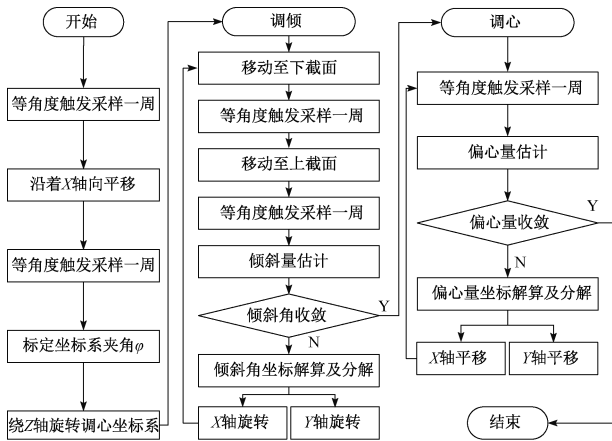 开始
等角度触发采样一周
沿着X轴向平移
等角度触发采样一周
标定坐标系夹角φ
绕Z轴旋转调心坐标系
调倾
移动至下截面
等角度触发采样一周
移动至上截面
等角度触发采样一周
倾斜量估计
倾斜角收敛
Y
N
倾斜角坐标解算及分解
X轴旋转
Y轴旋转
调心
等角度触发采样一周
偏心量估计
偏心量收敛
Y
N
偏心量坐标解算及分解
X轴平移
Y轴平移
结束